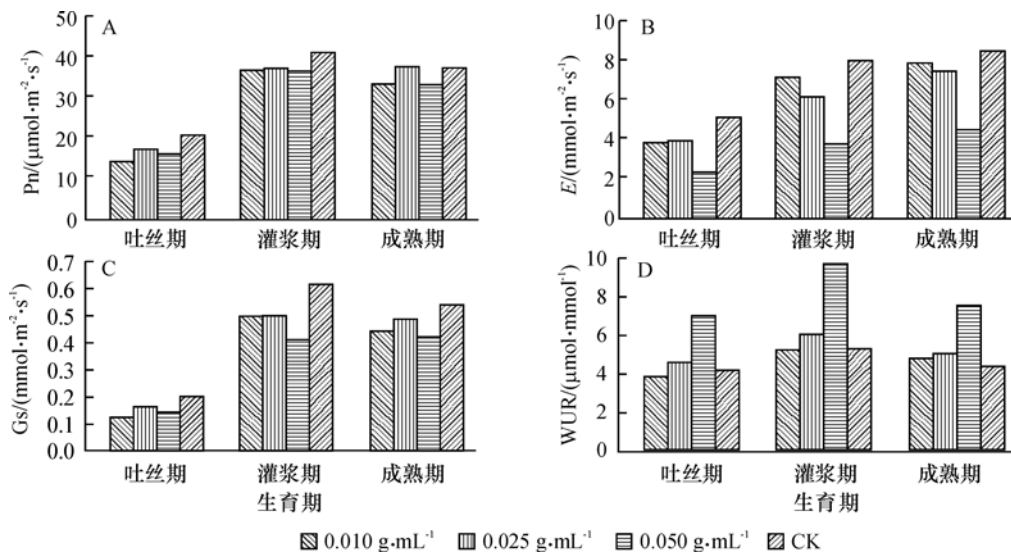 A
Pn/(μmol·m⁻²·s⁻¹)
50
40
30
20
10
0
吐丝期 灌浆期 成熟期
B
E/(mmol·m⁻²·s⁻¹)
10
8
6
4
2
0
吐丝期 灌浆期 成熟期
C
Gs/(mmol·m⁻²·s⁻¹)
0.7
0.6
0.5
0.4
0.3
0.2
0.1
0.0
吐丝期 灌浆期 成熟期
生育期
D
WUR/(μmol·mmol⁻¹)
10
8
6
4
2
0
吐丝期 灌浆期 成熟期
生育期
0.010 g·mL⁻¹ 0.025 g·mL⁻¹ 0.050 g·mL⁻¹ CK